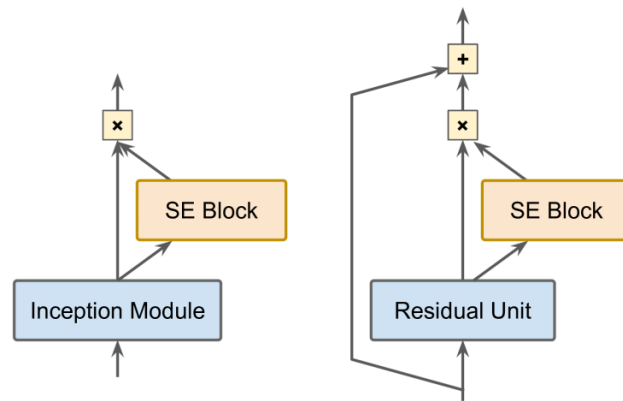 +
×
×
SE Block
SE Block
Inception Module
Residual Unit